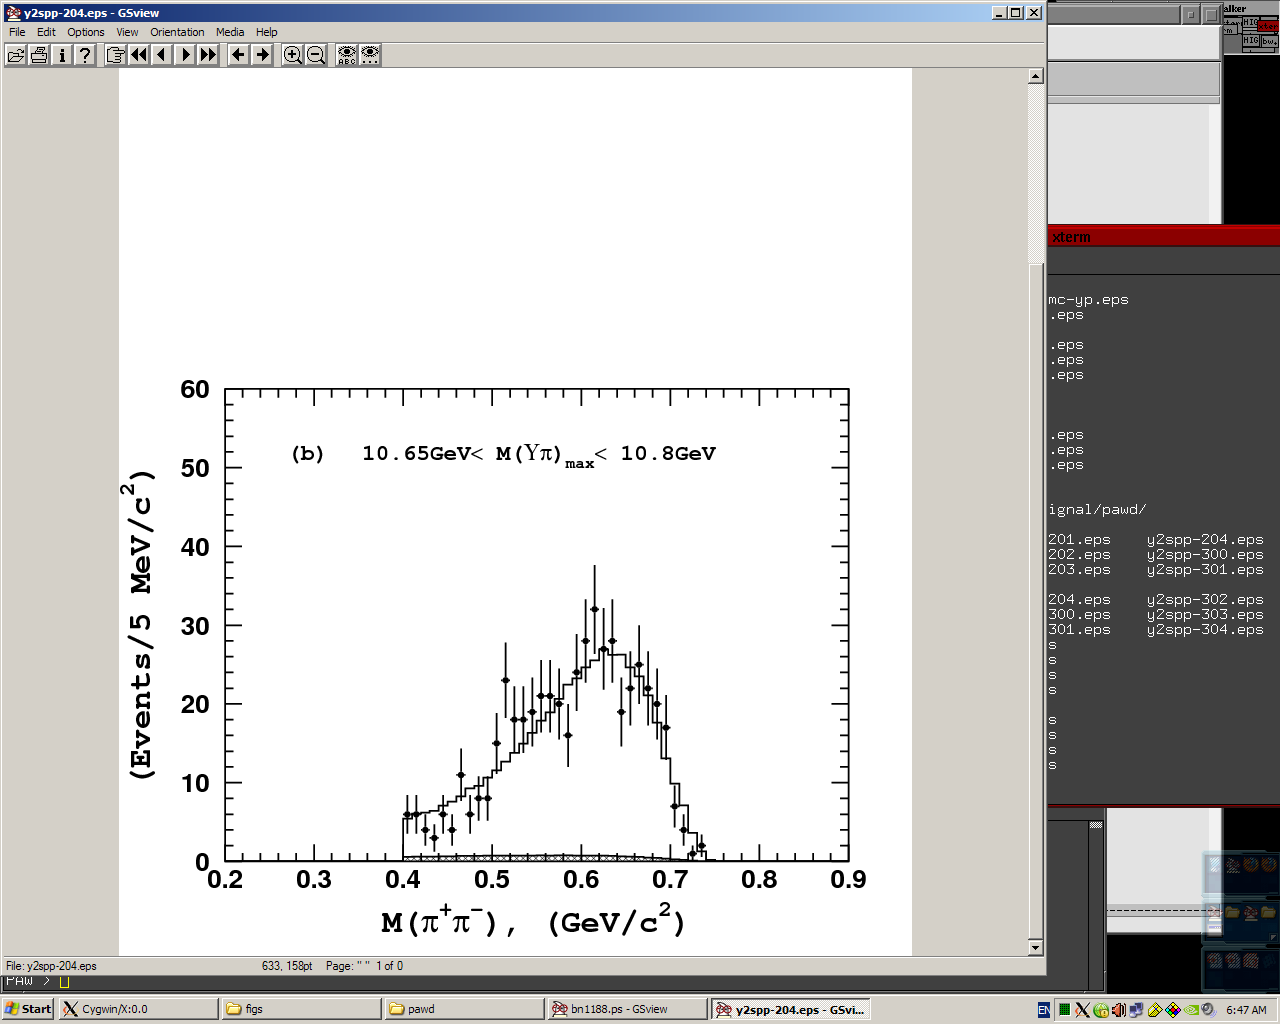 y2spp-204.eps - GSview
File Edit Options View Orientation Media Help
ABC
60
50
40
30
20
10
0
(Events/5 MeV/c2)
(b) 10.65GeV< M(Υπ)max< 10.8GeV
0.2 0.3 0.4 0.5 0.6 0.7 0.8 0.9
M(π+π−), (GeV/c2)
File: y2spp-204.eps 633, 158pt Page: " " 1 of 0
alker
HIG
HIG bw.
xterm
mc-yp.eps
.eps
.eps
.eps
.eps
.eps
.eps
.eps
ignal/pawd/
201.eps y2spp-204.eps
202.eps y2spp-300.eps
203.eps y2spp-301.eps
204.eps y2spp-302.eps
300.eps y2spp-303.eps
301.eps y2spp-304.eps
s
s
s
s
s
s
s
s
PAW >
Start Cygwin/X:0.0 figs pawd bn1188.ps - GSview y2spp-204.eps - GSvi... EN 6:47 AM